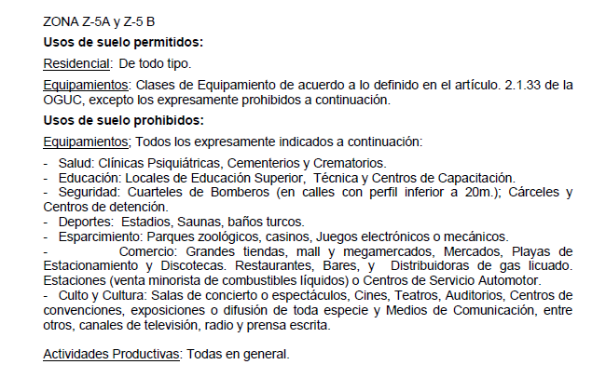 ZONA Z-5A y Z-5 B
Usos de suelo permitidos:
Residencial: De todo tipo.
Equipamientos: Clases de Equipamiento de acuerdo a lo definido en el artículo. 2.1.33 de la
OGUC, excepto los expresamente prohibidos a continuación.
Usos de suelo prohibidos:
Equipamientos; Todos los expresamente indicados a continuación:
- Salud: Clínicas Psiquiátricas, Cementerios y Crematorios.
- Educación: Locales de Educación Superior, Técnica y Centros de Capacitación.
- Seguridad: Cuarteles de Bomberos (en calles con perfil inferior a 20m.); Cárceles y
Centros de detención.
- Deportes: Estadios, Saunas, baños turcos.
- Esparcimiento: Parques zoológicos, casinos, Juegos electrónicos o mecánicos.
- Comercio: Grandes tiendas, mall y megamercados, Mercados, Playas de
Estacionamiento y Discotecas. Restaurantes, Bares, y Distribuidoras de gas licuado.
Estaciones (venta minorista de combustibles líquidos) o Centros de Servicio Automotor.
- Culto y Cultura: Salas de concierto o espectáculos, Cines, Teatros, Auditorios, Centros de
convenciones, exposiciones o difusión de toda especie y Medios de Comunicación, entre
otros, canales de televisión, radio y prensa escrita.
Actividades Productivas: Todas en general.